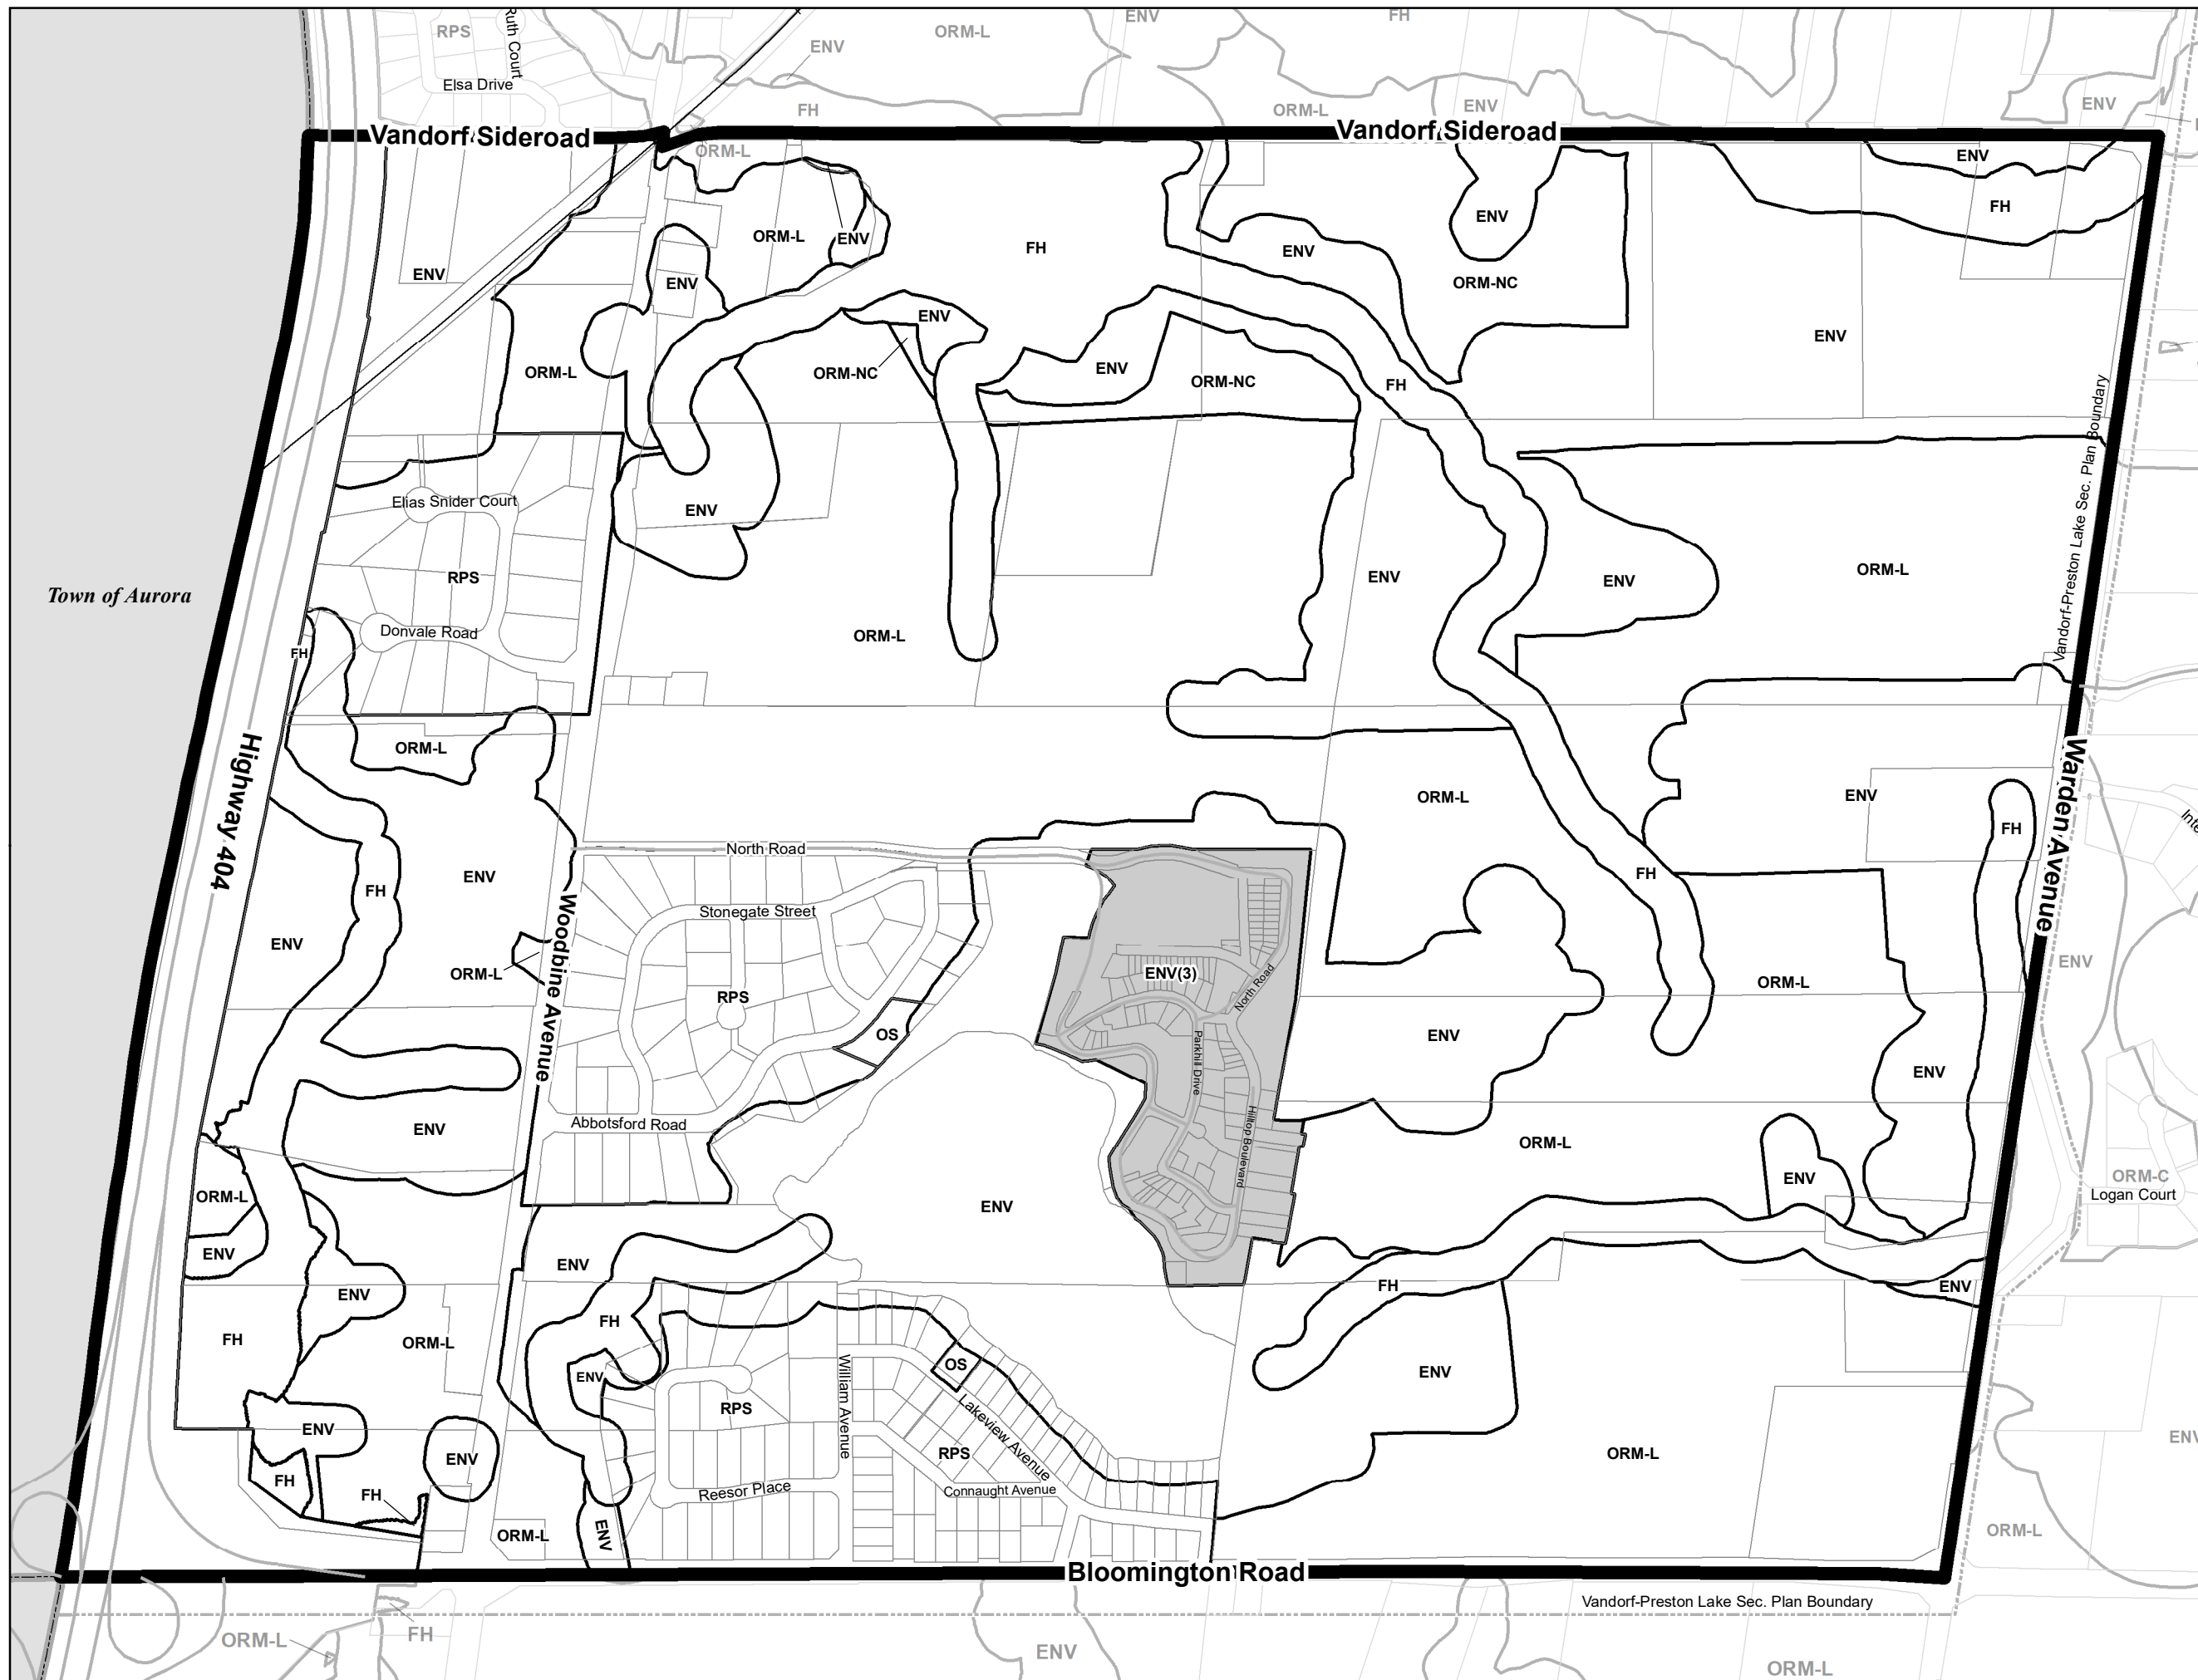 RPS
Ruth Court
Elsa Drive
ENV
ORM-L
ENV
FH
FH
ORM-L
ENV
ENV
Vandorf Sideroad
Vandorf Sideroad
ORM-L
ENV
ORM-L
ENV
FH
ENV
ENV
ENV
FH
ENV
ORM-NC
ENV
ENV
ENV
ORM-L
ORM-NC
ENV
ORM-NC
FH
Vandorf-Preston Lake Sec. Plan Boundary
Elias Snider Court
ENV
RPS
ENV
ENV
ORM-L
Town of Aurora
Donvale Road
FH
ORM-L
ORM-L
Highway 404
ORM-L
ENV
Warden Avenue
FH
North Road
FH
ENV
FH
Woodbine Avenue
Stonegate Street
ENV
ORM-L
RPS
ENV(3)
North Road
ORM-L
ENV
OS
ENV
Parkhill Drive
ENV
ENV
Abbotsford Road
Hilltop Boulevard
ORM-L
ORM-L
ENV
ORM-C
Logan Court
ENV
ENV
ENV
ENV
FH
ENV
FH
FH
ORM-L
ENV
RPS
William Avenue
OS
Lakeview Avenue
ENV
ENV
ENV
FH
FH
RPS
ORM-L
ENV
Reesor Place
Connaught Avenue
ORM-L
ENV
ORM-L
Bloomington Road
Vandorf-Preston Lake Sec. Plan Boundary
ORM-L
FH
ENV
ORM-L